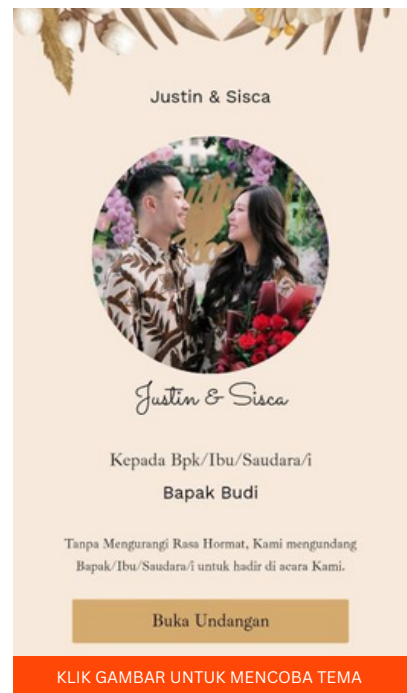 Justin & Sisca
Justin & Sisca
Kepada Bpk/Ibu/Saudara/i
Bapak Budi
Tanpa Mengurangi Rasa Hormat, Kami mengundang
Bapak/Ibu/Saudara/i untuk hadir di acara Kami.
Buka Undangan
KLIK GAMBAR UNTUK MENCOBA TEMA